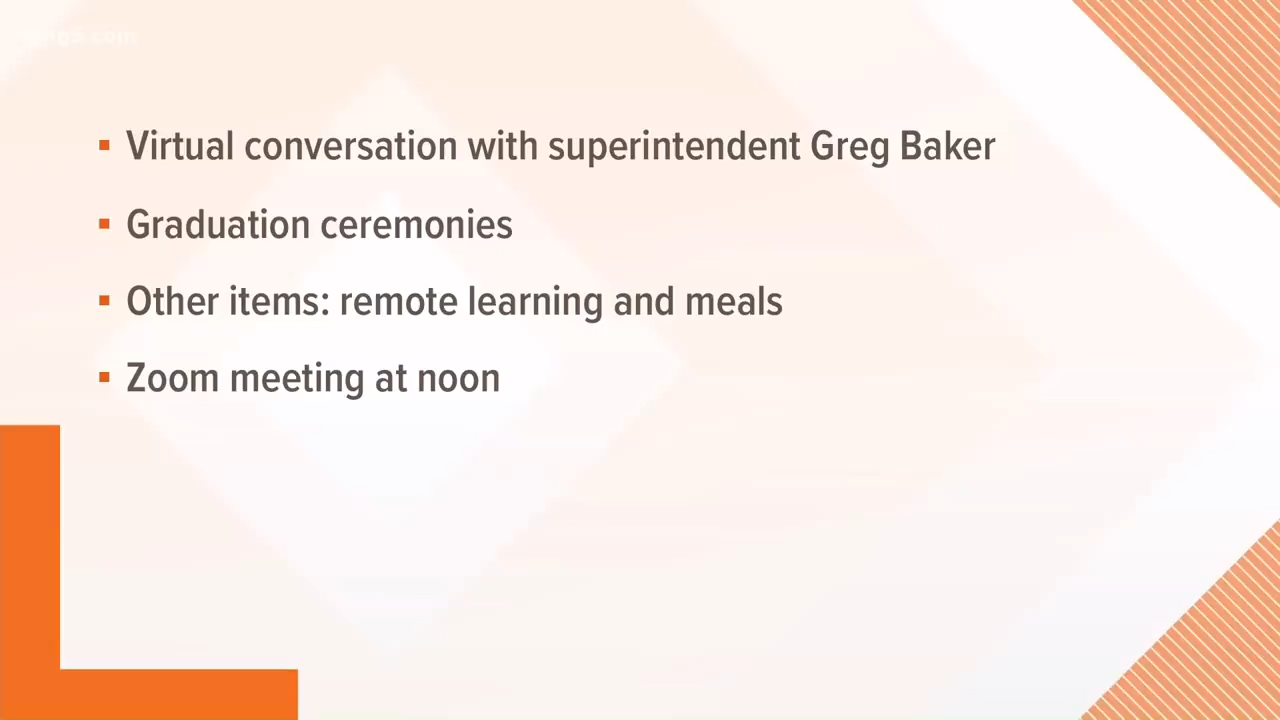 Virtual conversation with superintendent Greg Baker
Graduation ceremonies
Other items: remote learning and meals
Zoom meeting at noon